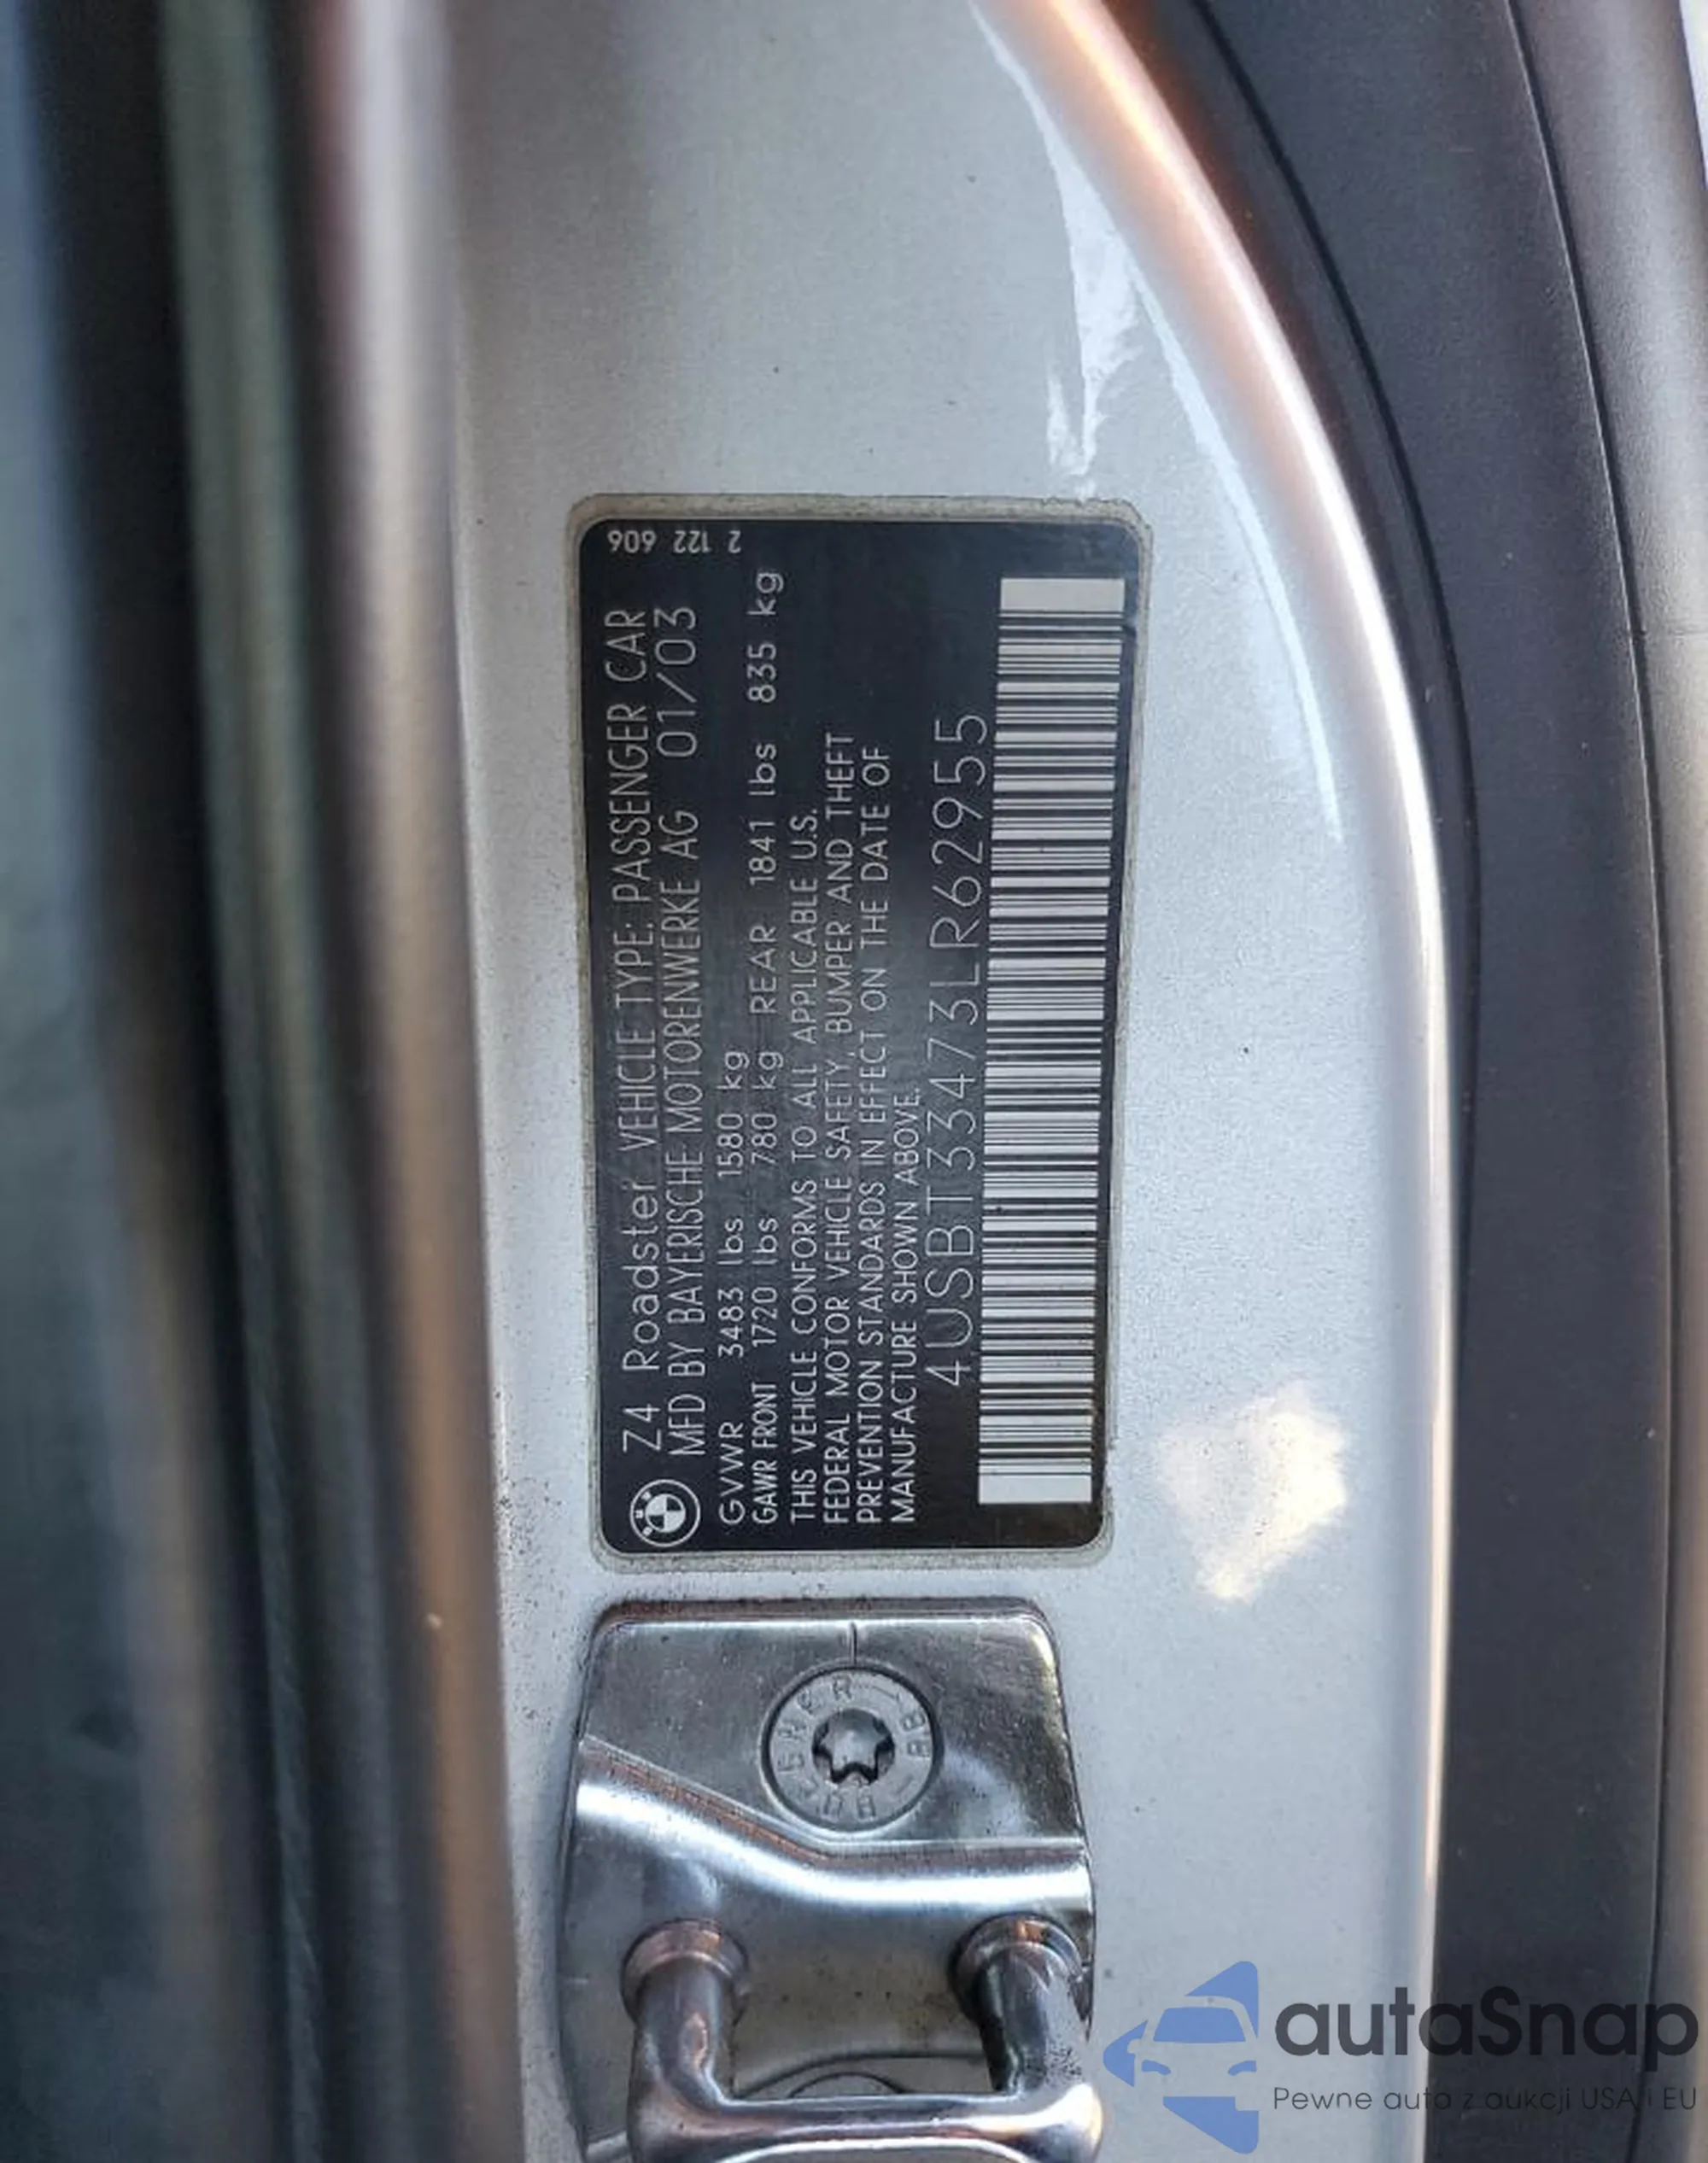 Z4 Roadster VEHICLE TYPE: PASSENGER CAR
MFD BY BAYERISCHE MOTORENWERKE AG 01/03
GVWR 3483 lbs 1580 kg
GAWR FRONT 1720 lbs 780 kg REAR 1841 lbs 835 kg
THIS VEHICLE CONFORMS TO ALL APPLICABLE U.S.
FEDERAL MOTOR VEHICLE SAFETY, BUMPER AND THEFT
PREVENTION STANDARDS IN EFFECT ON THE DATE OF
MANUFACTURE SHOWN ABOVE.
4USBT33473LR62955
2 122 606
autaSnap
Pewne auta z aukcji USA i EU